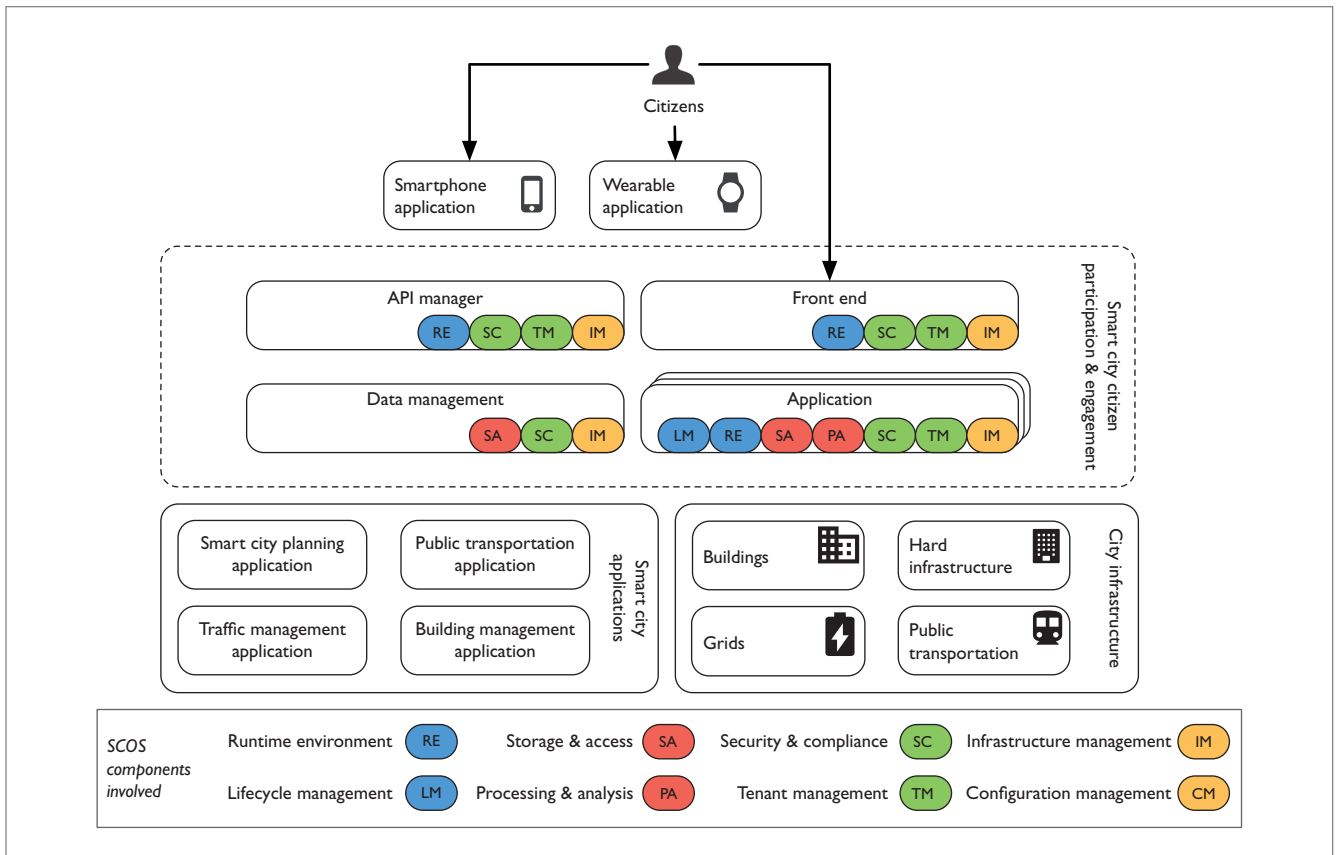 Citizens
Smartphone
application
Wearable
application
API manager
RE SC TM IM
Front end
RE SC TM IM
Data management
SA SC IM
Application
LM RE SA PA SC TM IM
Smart city citizen
participation & engagement
Smart city planning
application
Public transportation
application
Traffic management
application
Building management
application
Smart city
applications
Buildings
Hard
infrastructure
Grids
Public
transportation
City infrastructure
SCOS
components
involved
Runtime environment RE
Storage & access SA
Security & compliance SC
Infrastructure management IM
Lifecycle management LM
Processing & analysis PA
Tenant management TM
Configuration management CM